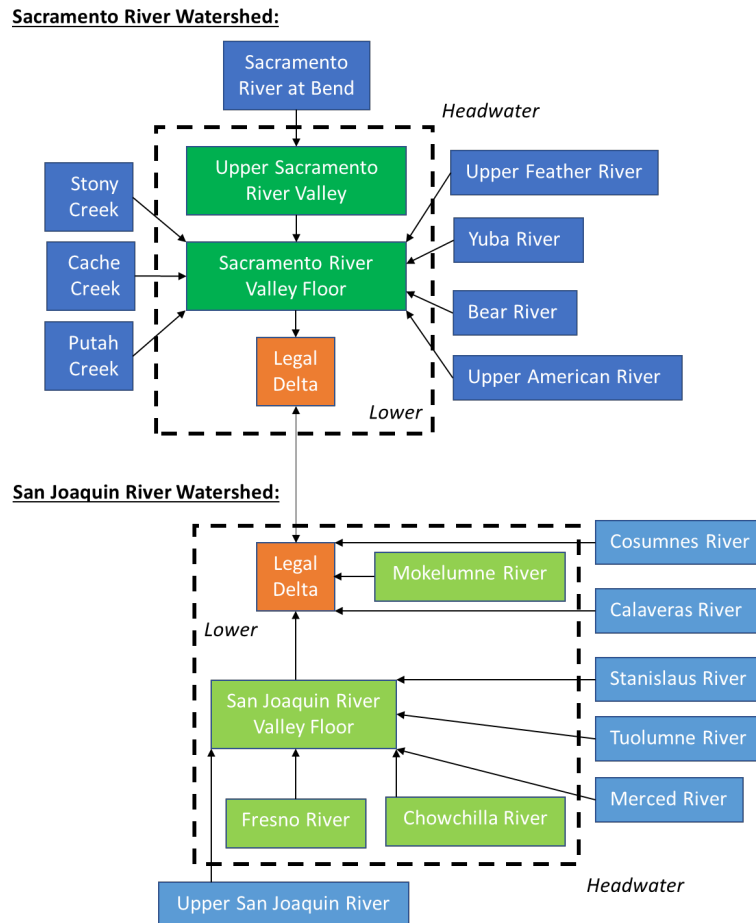 Sacramento River Watershed:
Sacramento
River at Bend
Headwater
Upper Sacramento
River Valley
Stony
Creek
Upper Feather River
Yuba River
Cache
Creek
Sacramento River
Valley Floor
Bear River
Putah
Creek
Legal
Delta
Upper American River
Lower
San Joaquin River Watershed:
Cosumnes River
Legal
Delta
Mokelumne River
Calaveras River
Lower
Stanislaus River
San Joaquin River
Valley Floor
Tuolumne River
Merced River
Fresno River
Chowchilla River
Headwater
Upper San Joaquin River